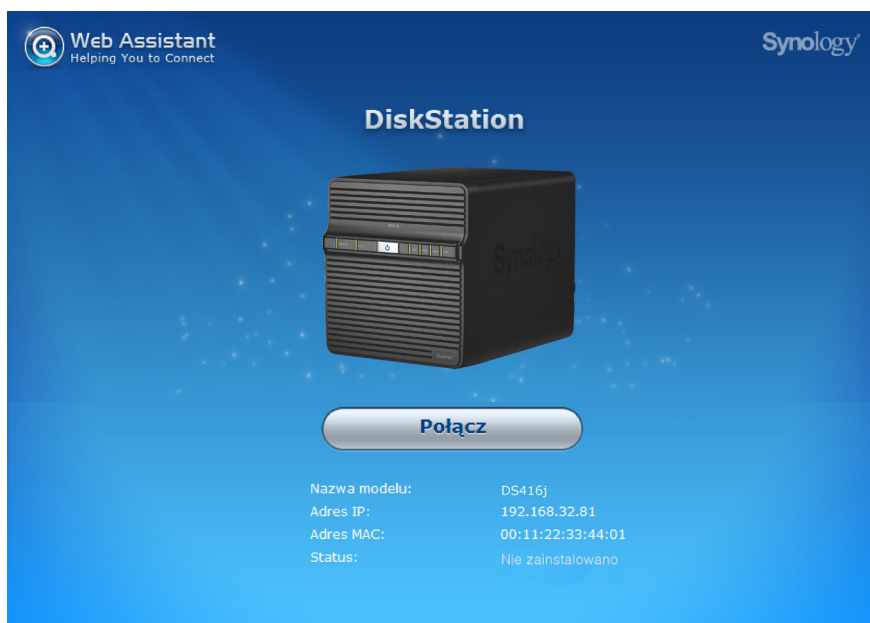 Web Assistant
Helping You to Connect
Synology
DiskStation
Synology
Połącz
Nazwa modelu: DS416j
Adres IP: 192.168.32.81
Adres MAC: 00:11:22:33:44:01
Status: Nie zainstalowano